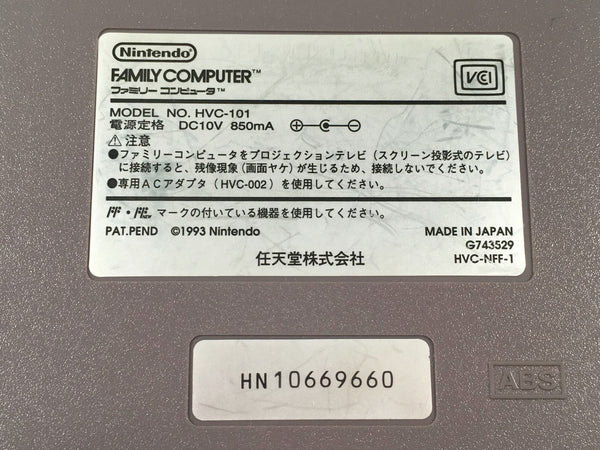 Nintendo
FAMILY COMPUTER™
ファミリー コンピュータ™
VCI
MODEL NO. HVC-101
電源定格 DC10V 850mA
⚠注意
●ファミリーコンピュータをプロジェクションテレビ（スクリーン投影式のテレビ）
に接続すると、残像現象（画面ヤケ）が生じるため、接続しないでください。
●専用ACアダプタ（HVC-002）を使用してください。
マークの付いている機器を使用してください。
PAT.PEND ©1993 Nintendo
MADE IN JAPAN
G743529
HVC-NFF-1
任天堂株式会社
HN10669660
ABS